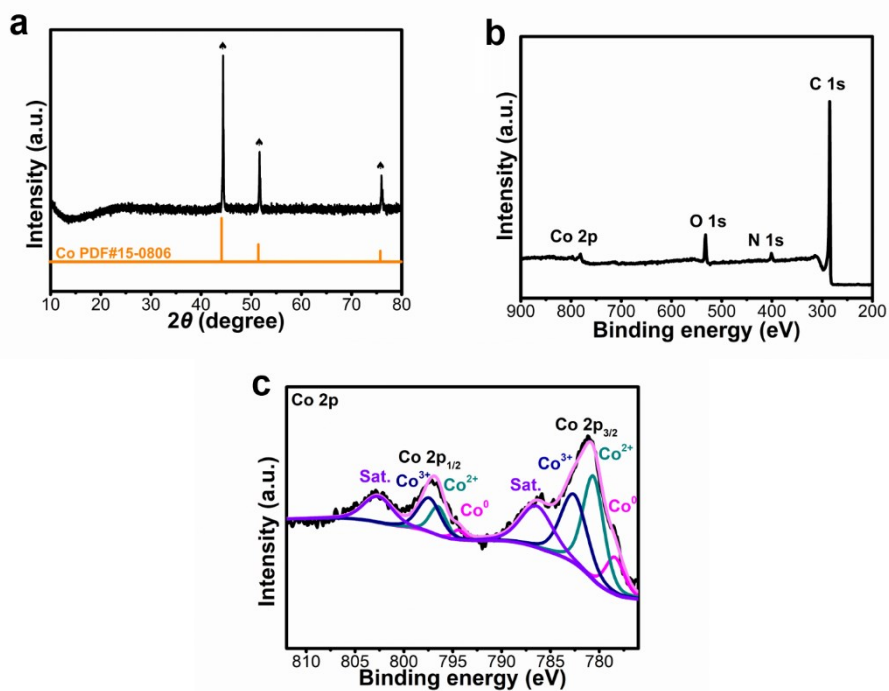 a
Intensity (a.u.)
Co PDF#15-0806
10 20 30 40 50 60 70 80
2θ (degree)
b
Intensity (a.u.)
Co 2p
O 1s
N 1s
C 1s
900 800 700 600 500 400 300 200
Binding energy (eV)
c
Co 2p
Intensity (a.u.)
Sat.
Co³⁺
Co 2p₁/₂
Co²⁺
Co⁰
Sat.
Co³⁺
Co 2p₃/₂
Co²⁺
Co⁰
810 805 800 795 790 785 780
Binding energy (eV)